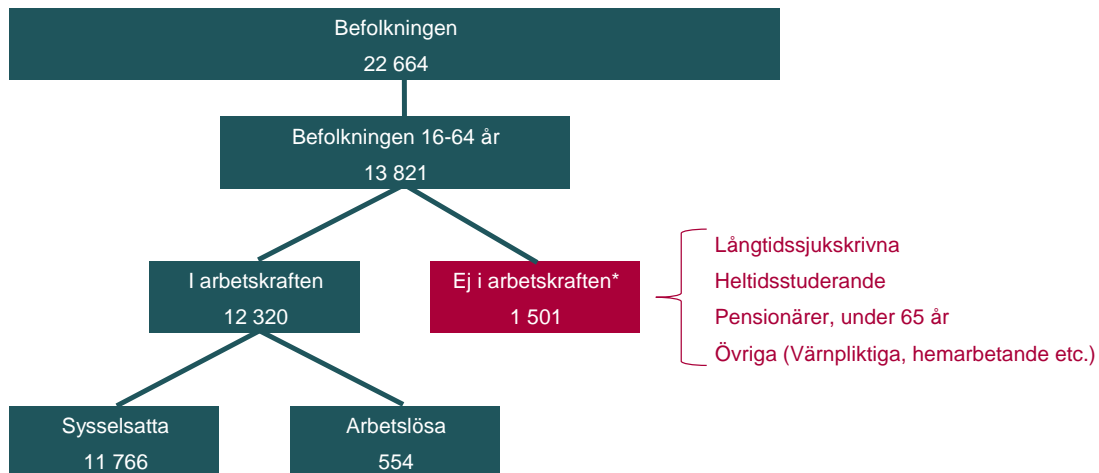 Befolkningen
22 664
Befolkningen 16-64 år
13 821
I arbetskraften
12 320
Ej i arbetskraften*
1 501
Långtidssjukskrivna
Heltidsstuderande
Pensionärer, under 65 år
Övriga (Värnpliktiga, hemarbetande etc.)
Sysselsatta
11 766
Arbetslösa
554